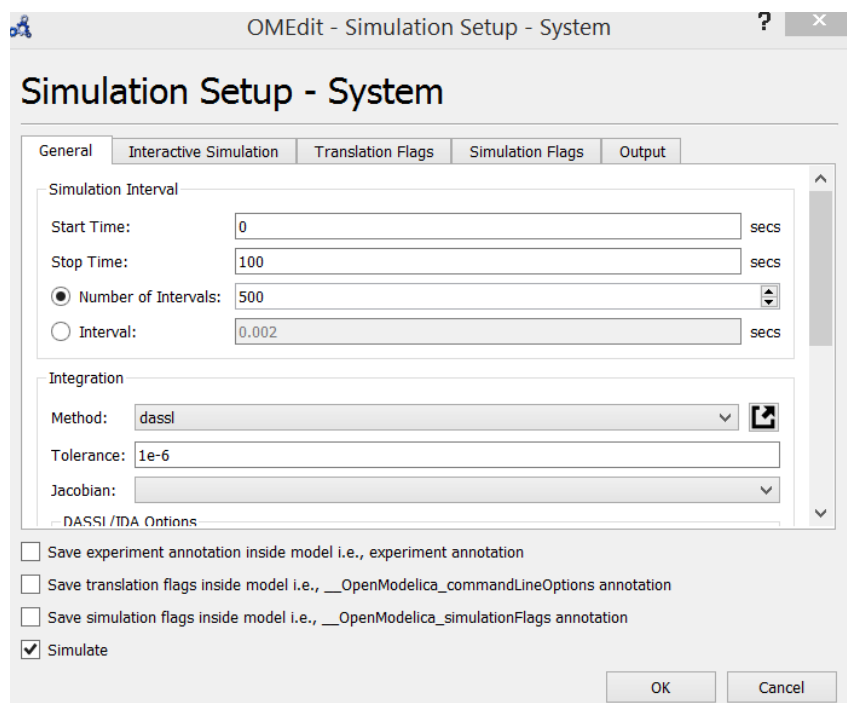 OMEdit - Simulation Setup - System ? ×
Simulation Setup - System
General Interactive Simulation Translation Flags Simulation Flags Output
Simulation Interval
Start Time: 0 secs
Stop Time: 100 secs
Number of Intervals: 500
Interval: 0.002 secs
Integration
Method: dassl
Tolerance: 1e-6
Jacobian:
DASSL/IDA Options
Save experiment annotation inside model i.e., experiment annotation
Save translation flags inside model i.e., __OpenModelica_commandLineOptions annotation
Save simulation flags inside model i.e., __OpenModelica_simulationFlags annotation
Simulate
OK Cancel